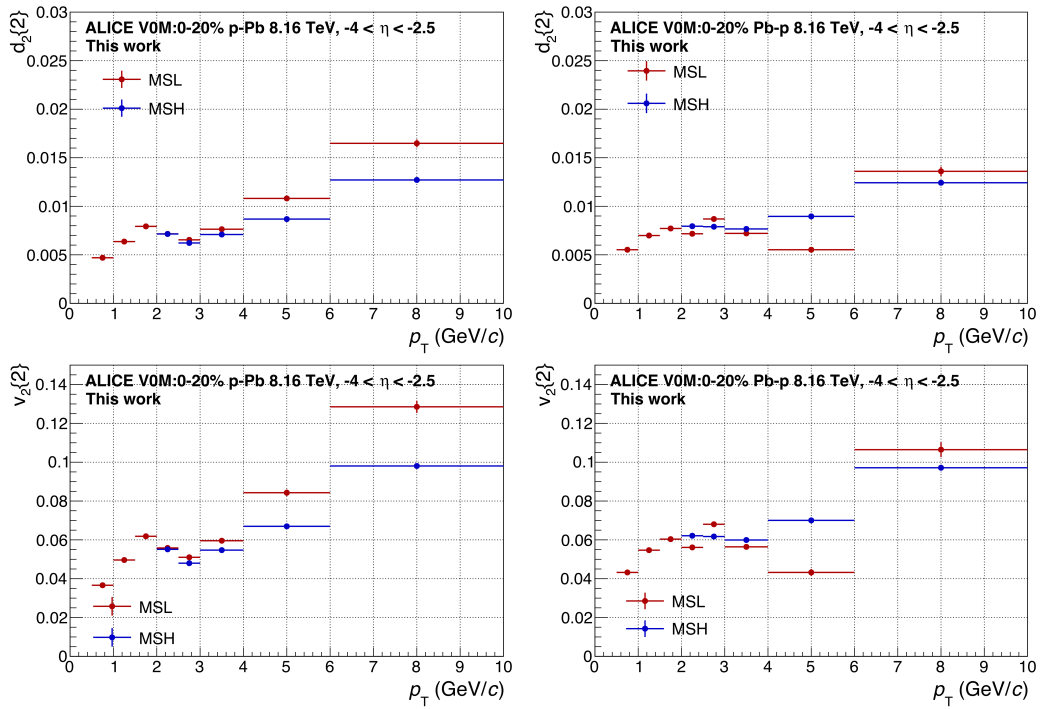 ALICE V0M:0-20% p-Pb 8.16 TeV, -4 < η < -2.5
This work
MSL
MSH
d₂{2}
0.03
0.025
0.02
0.015
0.01
0.005
0
0 1 2 3 4 5 6 7 8 9 10
p_T (GeV/c)
ALICE V0M:0-20% Pb-p 8.16 TeV, -4 < η < -2.5
This work
MSL
MSH
d₂{2}
0.03
0.025
0.02
0.015
0.01
0.005
0
0 1 2 3 4 5 6 7 8 9 10
p_T (GeV/c)
ALICE V0M:0-20% p-Pb 8.16 TeV, -4 < η < -2.5
This work
MSL
MSH
v₂{2}
0.14
0.12
0.1
0.08
0.06
0.04
0.02
0
0 1 2 3 4 5 6 7 8 9 10
p_T (GeV/c)
ALICE V0M:0-20% Pb-p 8.16 TeV, -4 < η < -2.5
This work
MSL
MSH
v₂{2}
0.14
0.12
0.1
0.08
0.06
0.04
0.02
0
0 1 2 3 4 5 6 7 8 9 10
p_T (GeV/c)